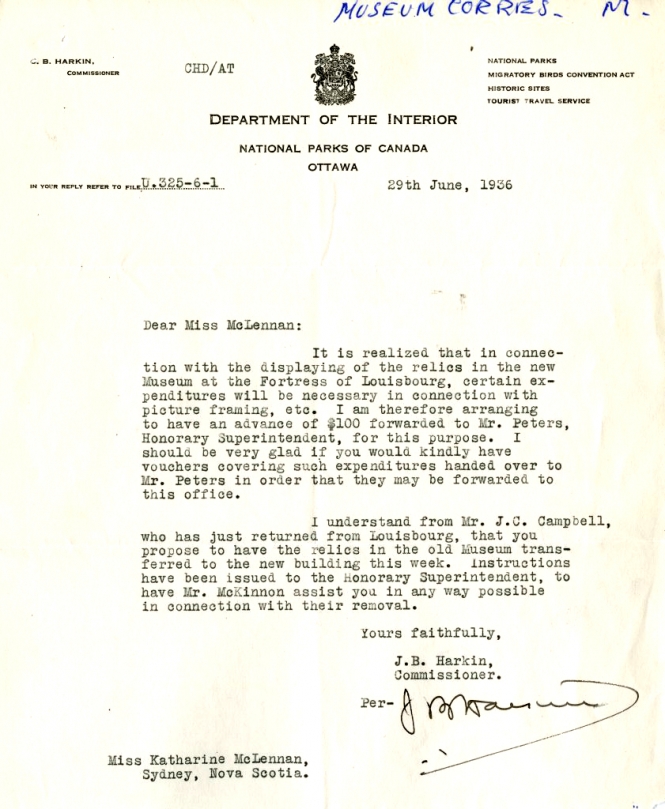 MUSEUM CORRES. M.
J. B. HARKIN,
COMMISSIONER
CHD/AT
NATIONAL PARKS
MIGRATORY BIRDS CONVENTION ACT
HISTORIC SITES
TOURIST TRAVEL SERVICE
DEPARTMENT OF THE INTERIOR
NATIONAL PARKS OF CANADA
OTTAWA
IN YOUR REPLY REFER TO FILE U.325-6-1
29th June, 1936
Dear Miss McLennan:
It is realized that in connec-
tion with the displaying of the relics in the new
Museum at the Fortress of Louisbourg, certain ex-
penditures will be necessary in connection with
picture framing, etc. I am therefore arranging
to have an advance of $100 forwarded to Mr. Peters,
Honorary Superintendent, for this purpose. I
should be very glad if you would kindly have
vouchers covering such expenditures handed over to
Mr. Peters in order that they may be forwarded to
this office.
I understand from Mr. J.C. Campbell,
who has just returned from Louisbourg, that you
propose to have the relics in the old Museum trans-
ferred to the new building this week. Instructions
have been issued to the Honorary Superintendent, to
have Mr. McKinnon assist you in any way possible
in connection with their removal.
Yours faithfully,
J.B. Harkin,
Commissioner.
Per- J B Harkin
Miss Katharine McLennan,
Sydney, Nova Scotia.